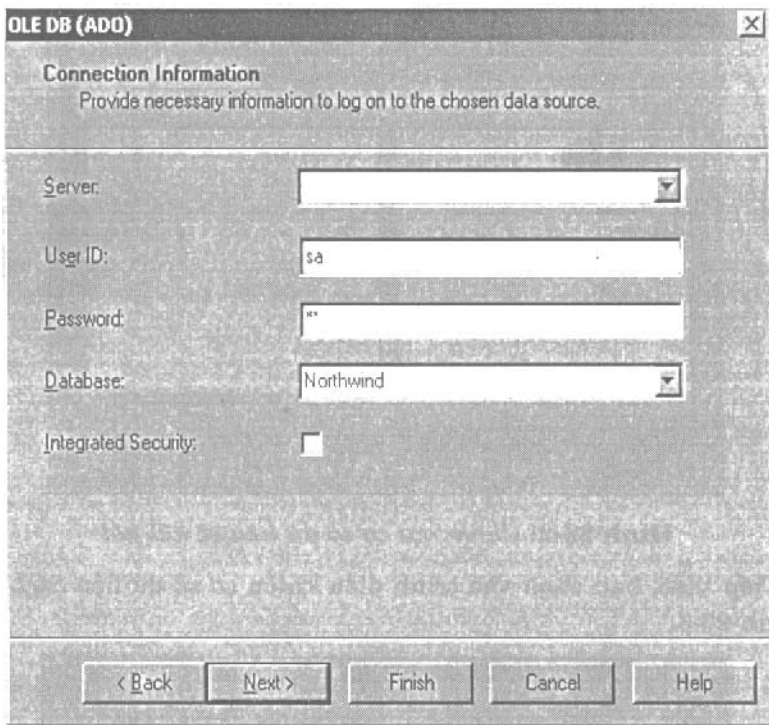 OLE DB (ADO)
Connection Information
Provide necessary information to log on to the chosen data source.
Server:
User ID: sa
Password: **
Database: Northwind
Integrated Security:
< Back Next > Finish Cancel Help